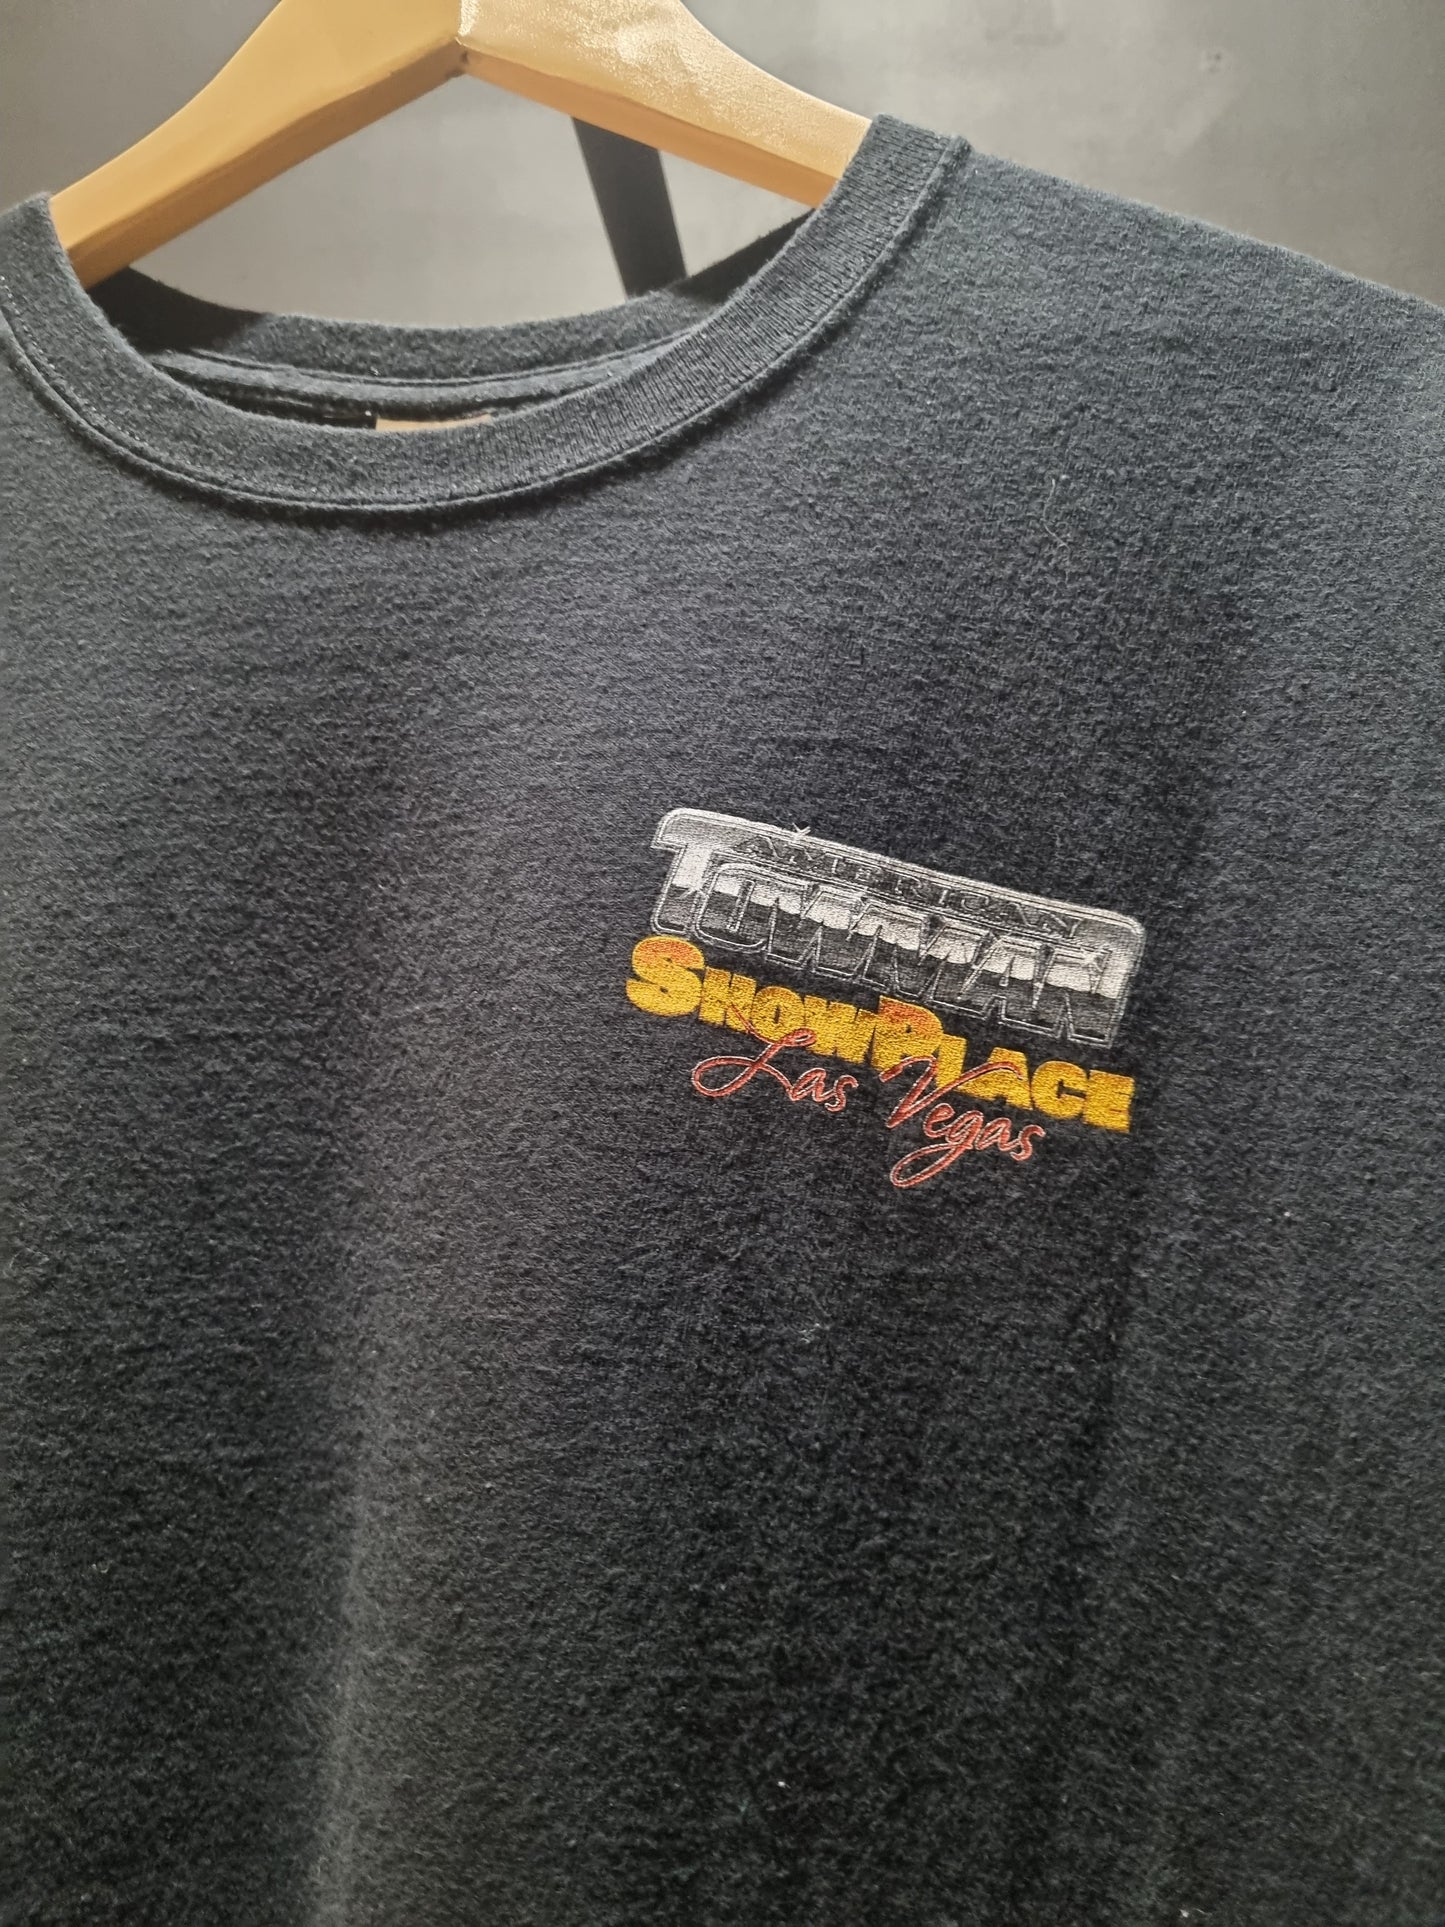 AMERICAN
TOWMAN
SHOWPLACE
Las Vegas